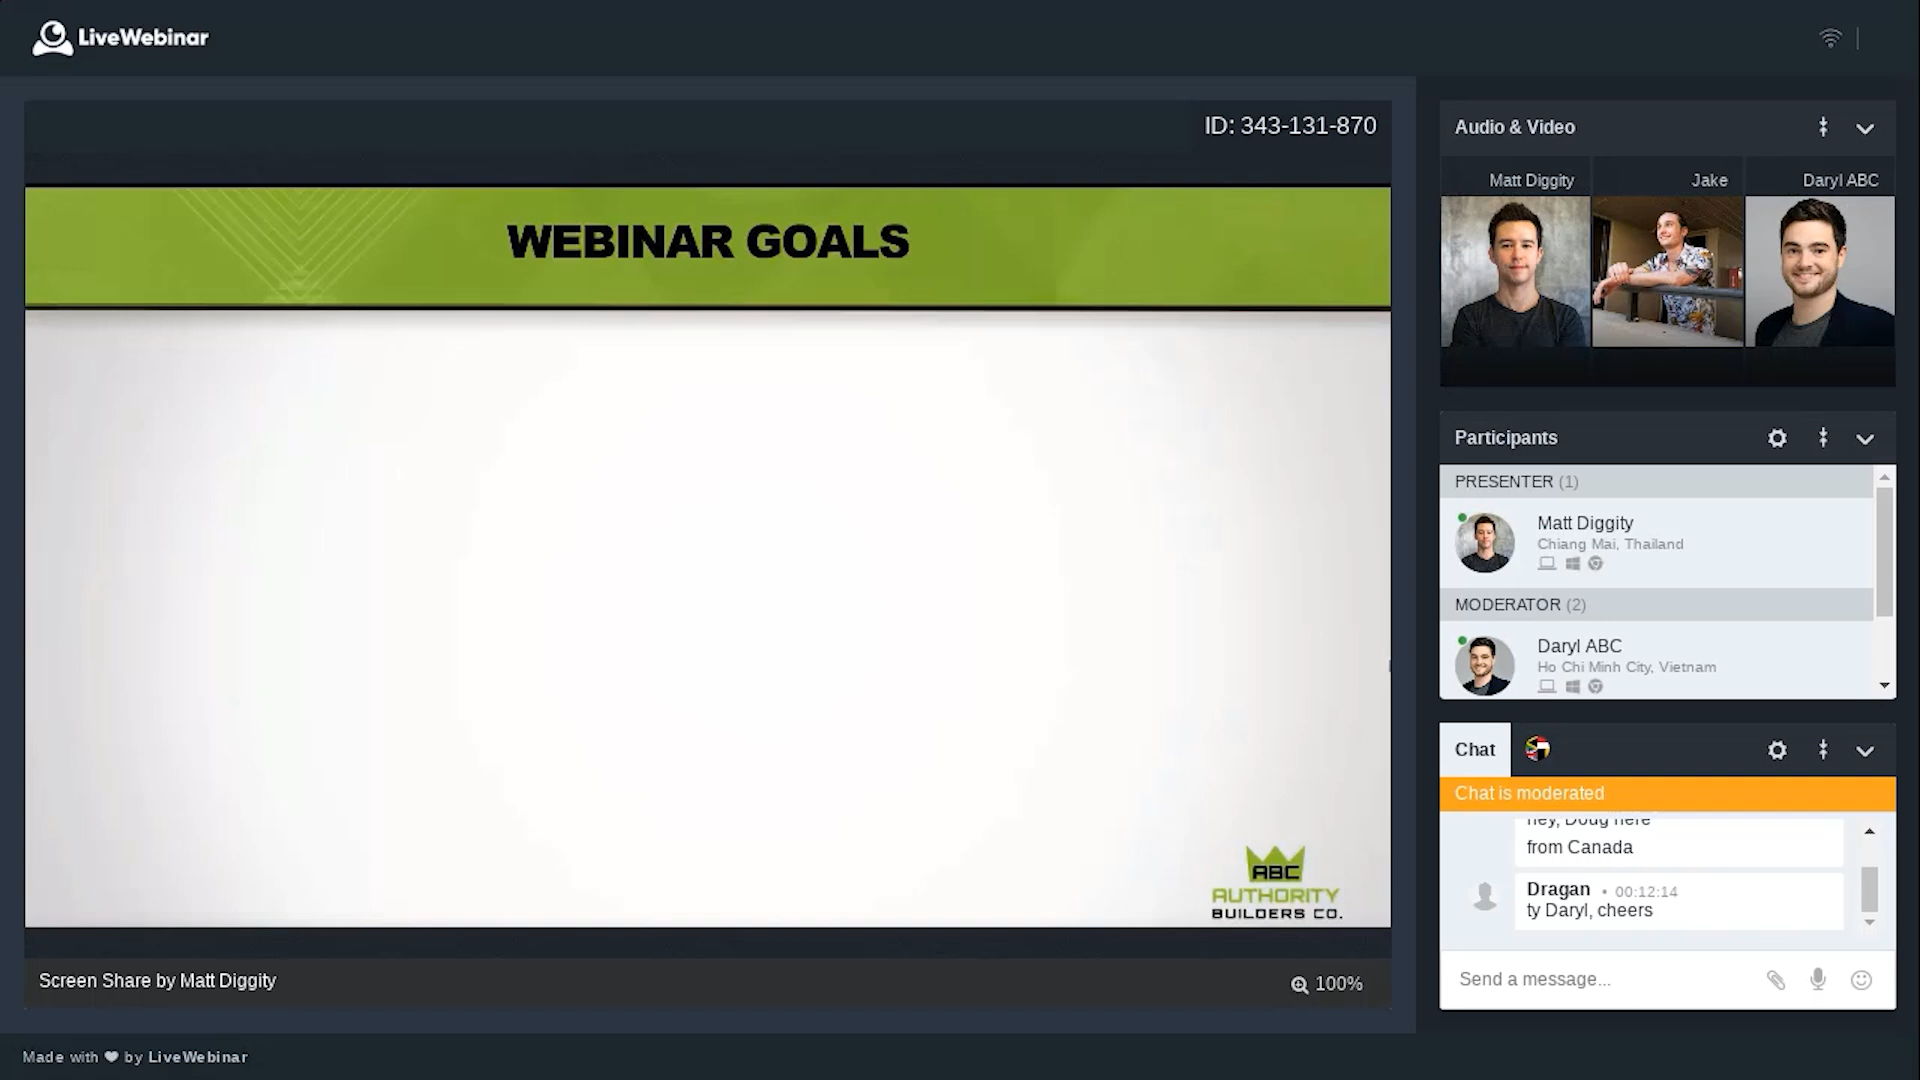 LiveWebinar
ID: 343-131-870
WEBINAR GOALS
ABC
AUTHORITY
BUILDERS CO.
Screen Share by Matt Diggity
100%
Audio & Video
Matt Diggity
Jake
Daryl ABC
Participants
PRESENTER (1)
Matt Diggity
Chiang Mai, Thailand
MODERATOR (2)
Daryl ABC
Ho Chi Minh City, Vietnam
Chat
Chat is moderated
hey, Doug here
from Canada
Dragan • 00:12:14
ty Daryl, cheers
Send a message...
Made with ❤ by LiveWebinar